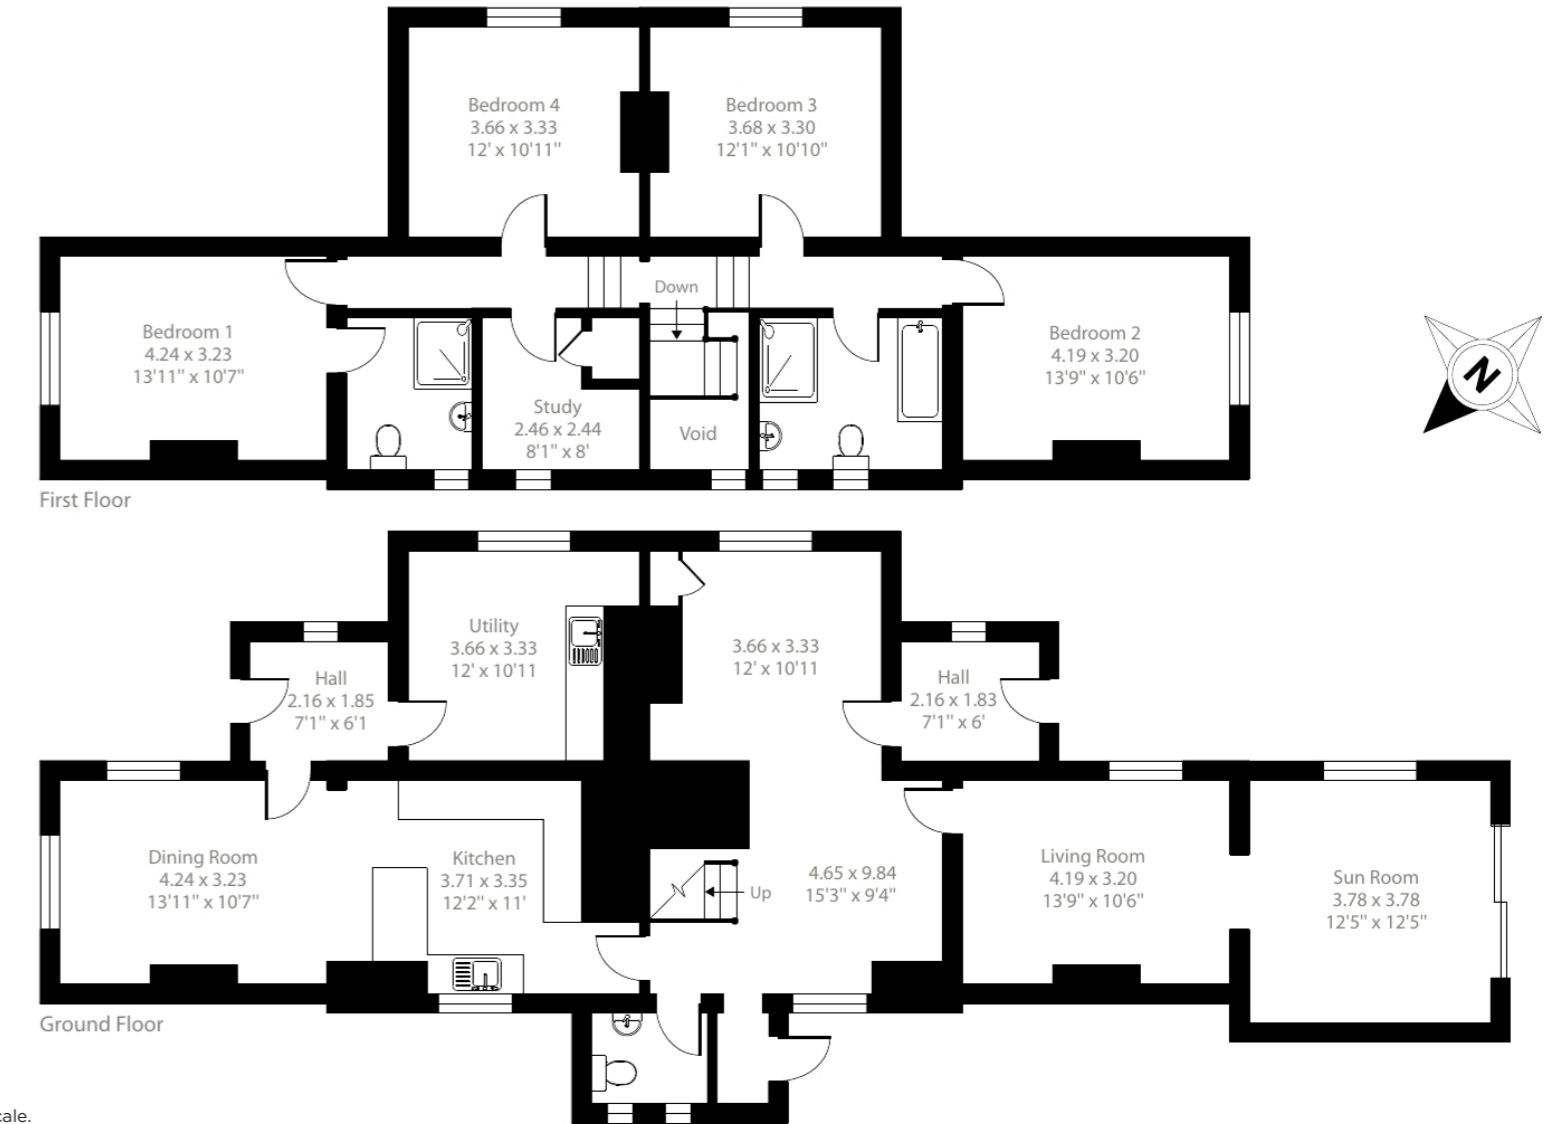 Bedroom 4
3.66 x 3.33
12' x 10'11"
Bedroom 3
3.68 x 3.30
12'1" x 10'10"
Bedroom 1
4.24 x 3.23
13'11" x 10'7"
Down
Bedroom 2
4.19 x 3.20
13'9" x 10'6"
N
Study
2.46 x 2.44
8'1" x 8'
Void
First Floor
Utility
3.66 x 3.33
12' x 10'11
3.66 x 3.33
12' x 10'11
Hall
2.16 x 1.85
7'1" x 6'1
Hall
2.16 x 1.83
7'1" x 6'
Dining Room
4.24 x 3.23
13'11" x 10'7"
Kitchen
3.71 x 3.35
12'2" x 11'
Up
4.65 x 9.84
15'3" x 9'4"
Living Room
4.19 x 3.20
13'9" x 10'6"
Sun Room
3.78 x 3.78
12'5" x 12'5"
Ground Floor
cale.